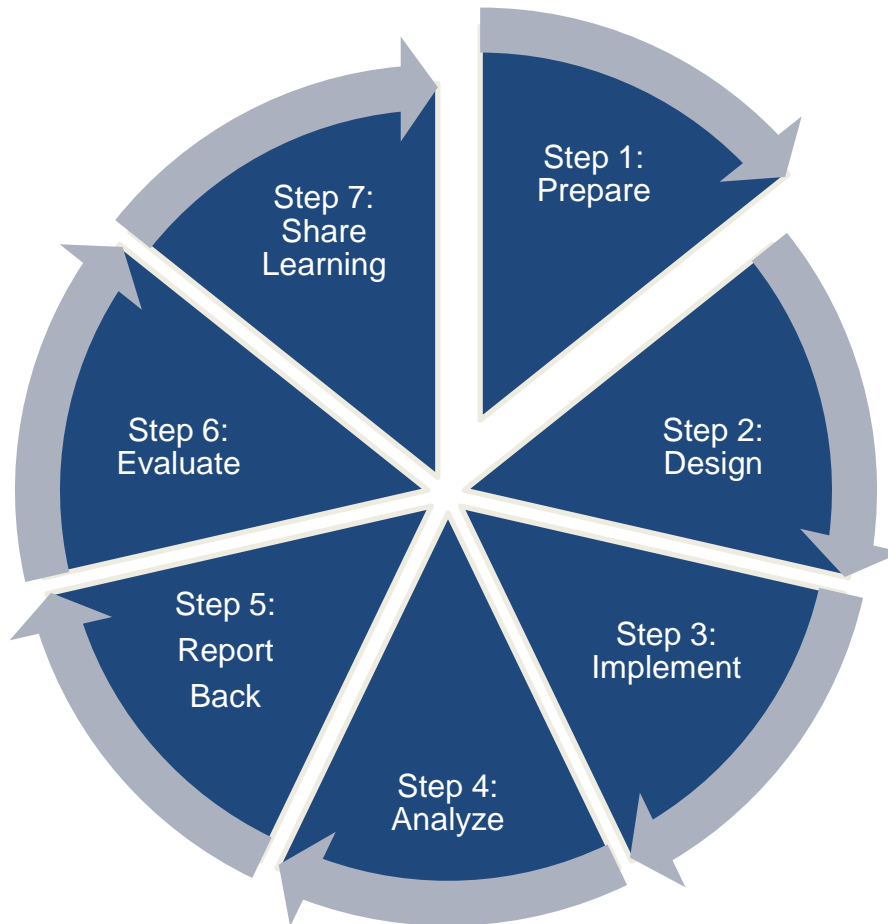 Step 1:
Prepare
Step 2:
Design
Step 3:
Implement
Step 4:
Analyze
Step 5:
Report
Back
Step 6:
Evaluate
Step 7:
Share
Learning